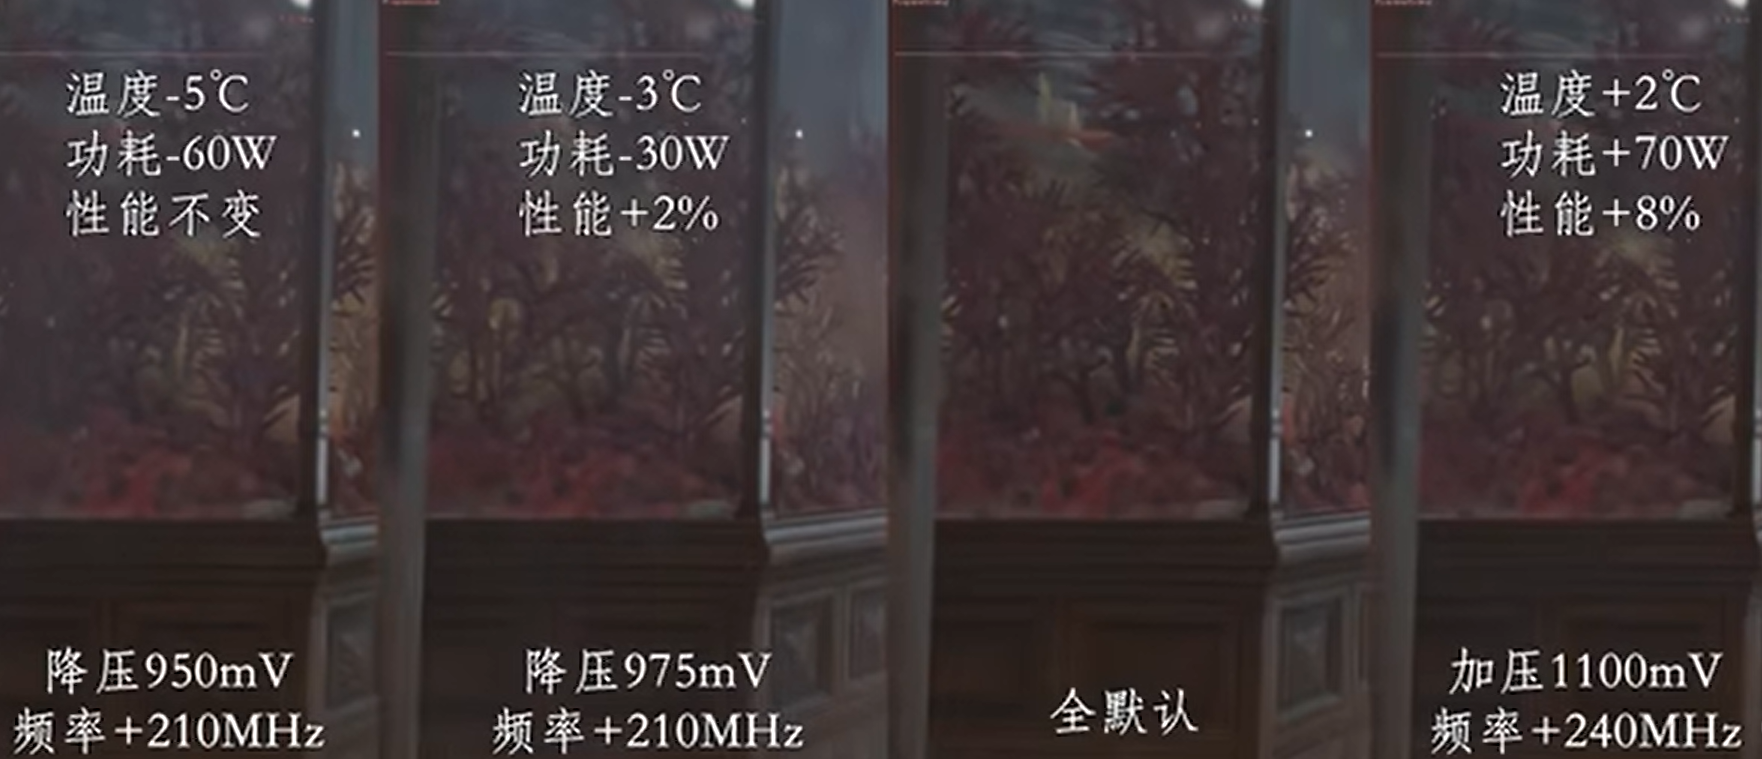 温度-5℃
功耗-60W
性能不变
温度-3℃
功耗-30W
性能+2%
温度+2℃
功耗+70W
性能+8%
降压950mV
频率+210MHz
降压975mV
频率+210MHz
全默认
加压1100mV
频率+240MHz